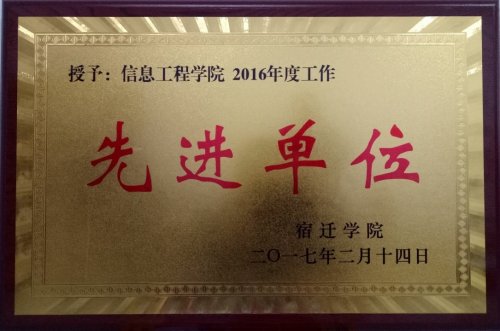 授予：信息工程学院 2016年度工作
先进单位
宿迁学院
二〇一七年二月十四日